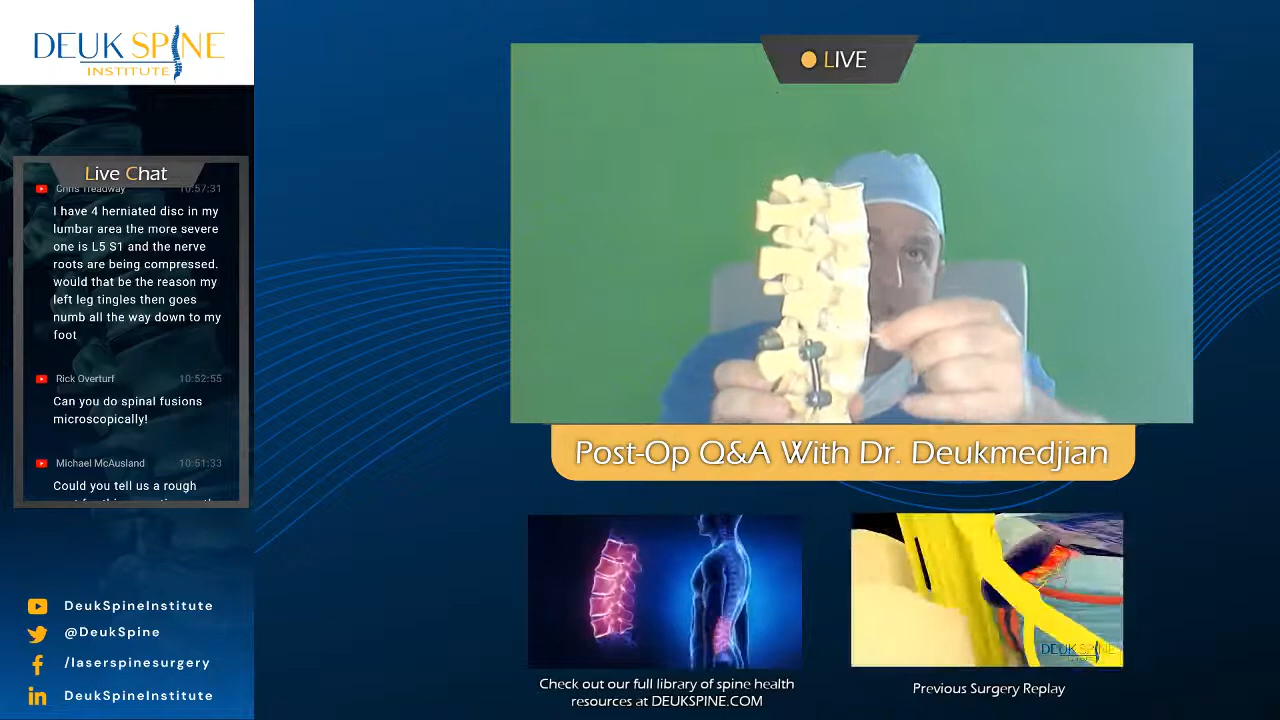 DEUK SPINE
INSTITUTE
Live Chat
Chris Treadway 10:57:31
I have 4 herniated disc in my
lumbar area the more severe
one is L5 S1 and the nerve
roots are being compressed.
would that be the reason my
left leg tingles then goes
numb all the way down to my
foot
Rick Overturf 10:52:55
Can you do spinal fusions
microscopically!
Michael McAusland 10:51:33
Could you tell us a rough
DeukSpineInstitute
@DeukSpine
/laserspinesurgery
DeukSpineInstitute
LIVE
Post-Op Q&A With Dr. Deukmedjian
Check out our full library of spine health
resources at DEUKSPINE.COM
DEUK SPINE
Previous Surgery Replay